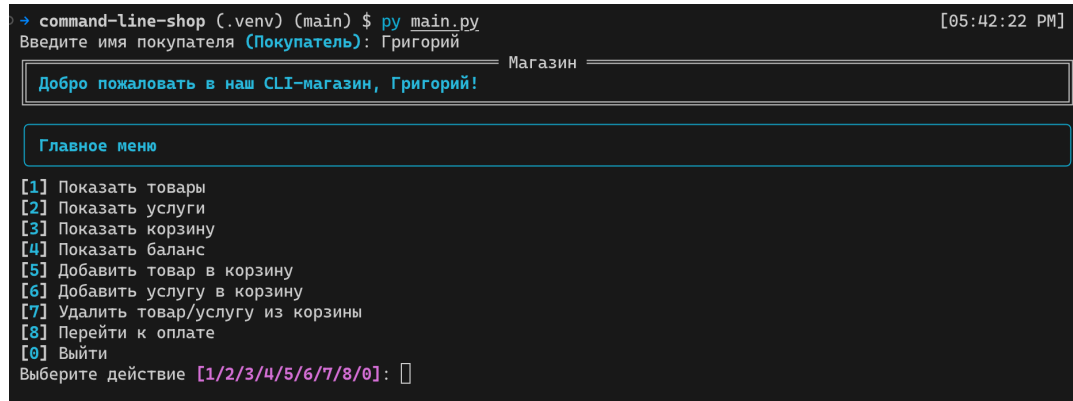 → command-line-shop (.venv) (main) $ py main.py [05:42:22 PM]
Введите имя покупателя (Покупатель): Григорий
Магазин
Добро пожаловать в наш CLI-магазин, Григорий!
Главное меню
[1] Показать товары
[2] Показать услуги
[3] Показать корзину
[4] Показать баланс
[5] Добавить товар в корзину
[6] Добавить услугу в корзину
[7] Удалить товар/услугу из корзины
[8] Перейти к оплате
[0] Выйти
Выберите действие [1/2/3/4/5/6/7/8/0]: